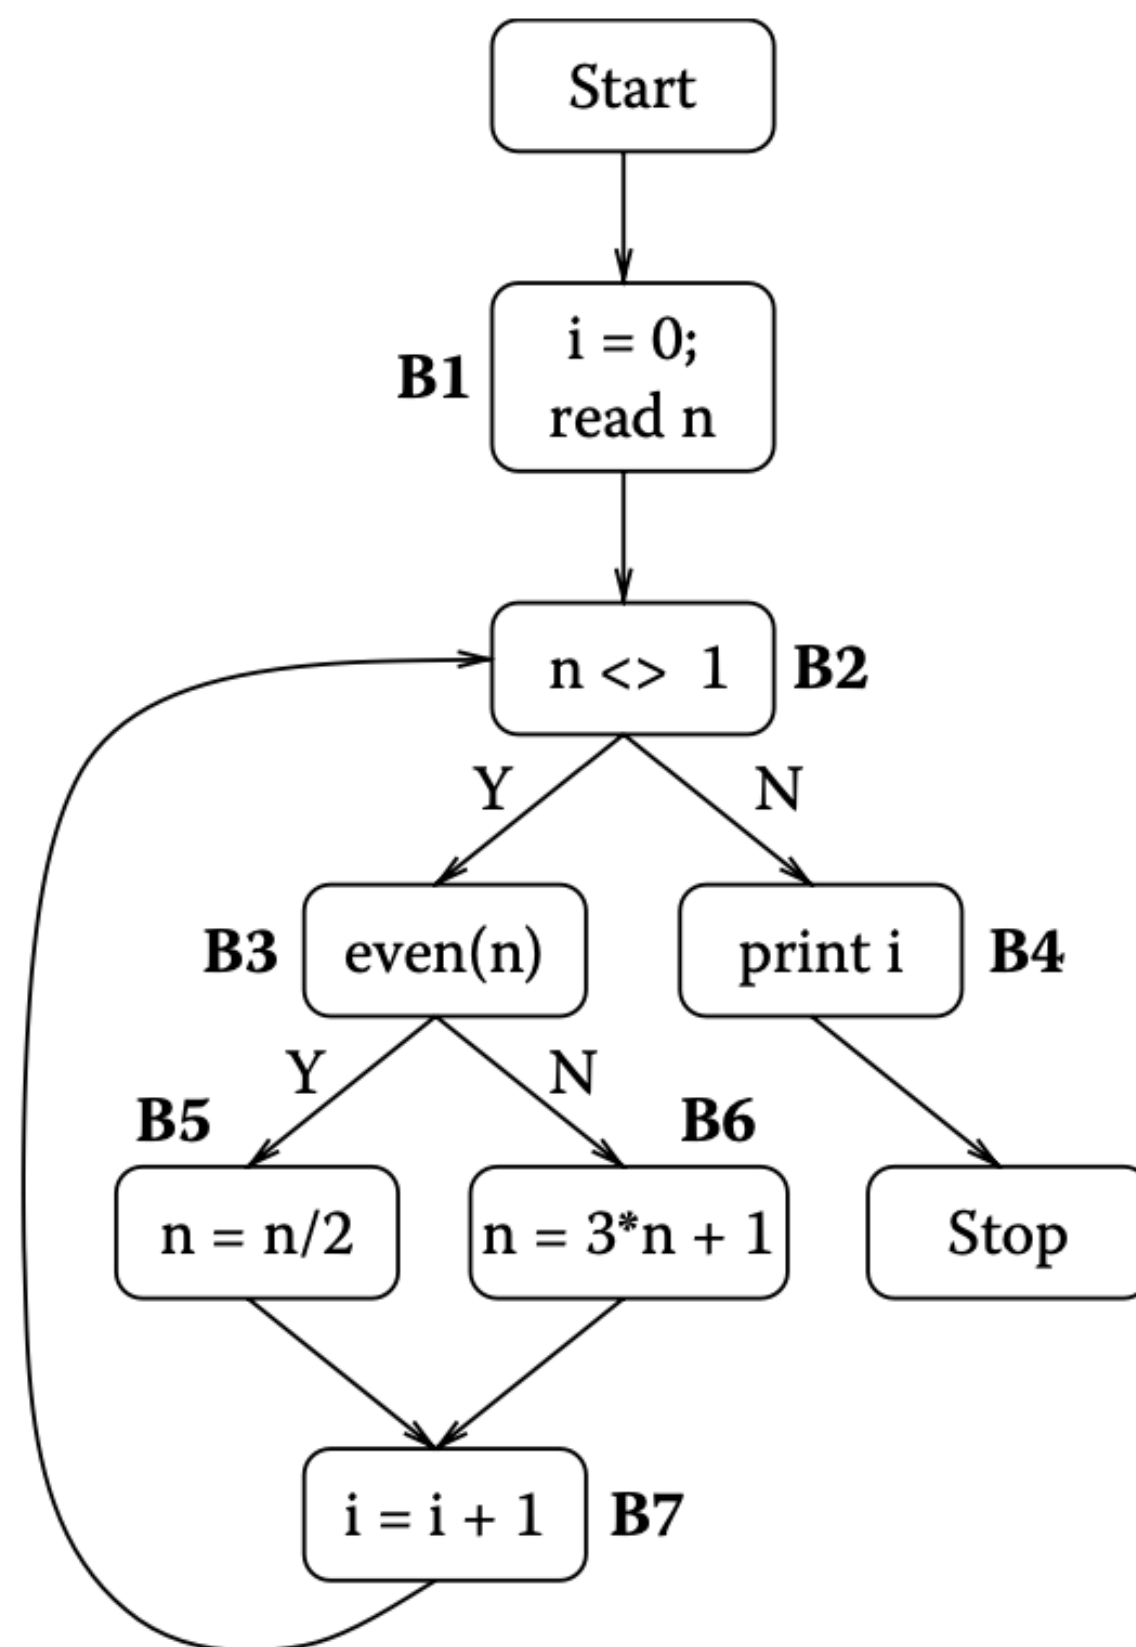 Start
B1
i = 0;
read n
n <> 1
B2
Y
N
B3
even(n)
print i
B4
Y
N
B5
B6
n = n/2
n = 3*n + 1
Stop
i = i + 1
B7